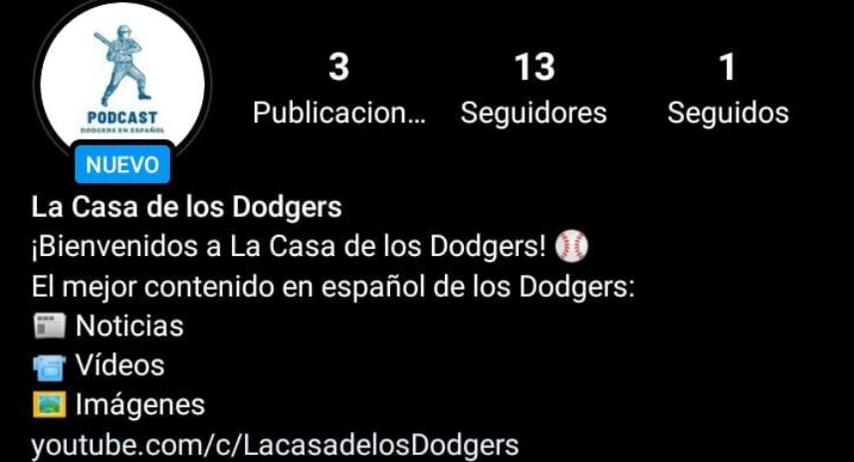 PODCAST
DODGERS EN ESPAÑOL
NUEVO
3
Publicacion...
13
Seguidores
1
Seguidos
La Casa de los Dodgers
¡Bienvenidos a La Casa de los Dodgers! ⚾
El mejor contenido en español de los Dodgers:
📰 Noticias
📹 Vídeos
🖼️ Imágenes
youtube.com/c/LacasadelosDodgers